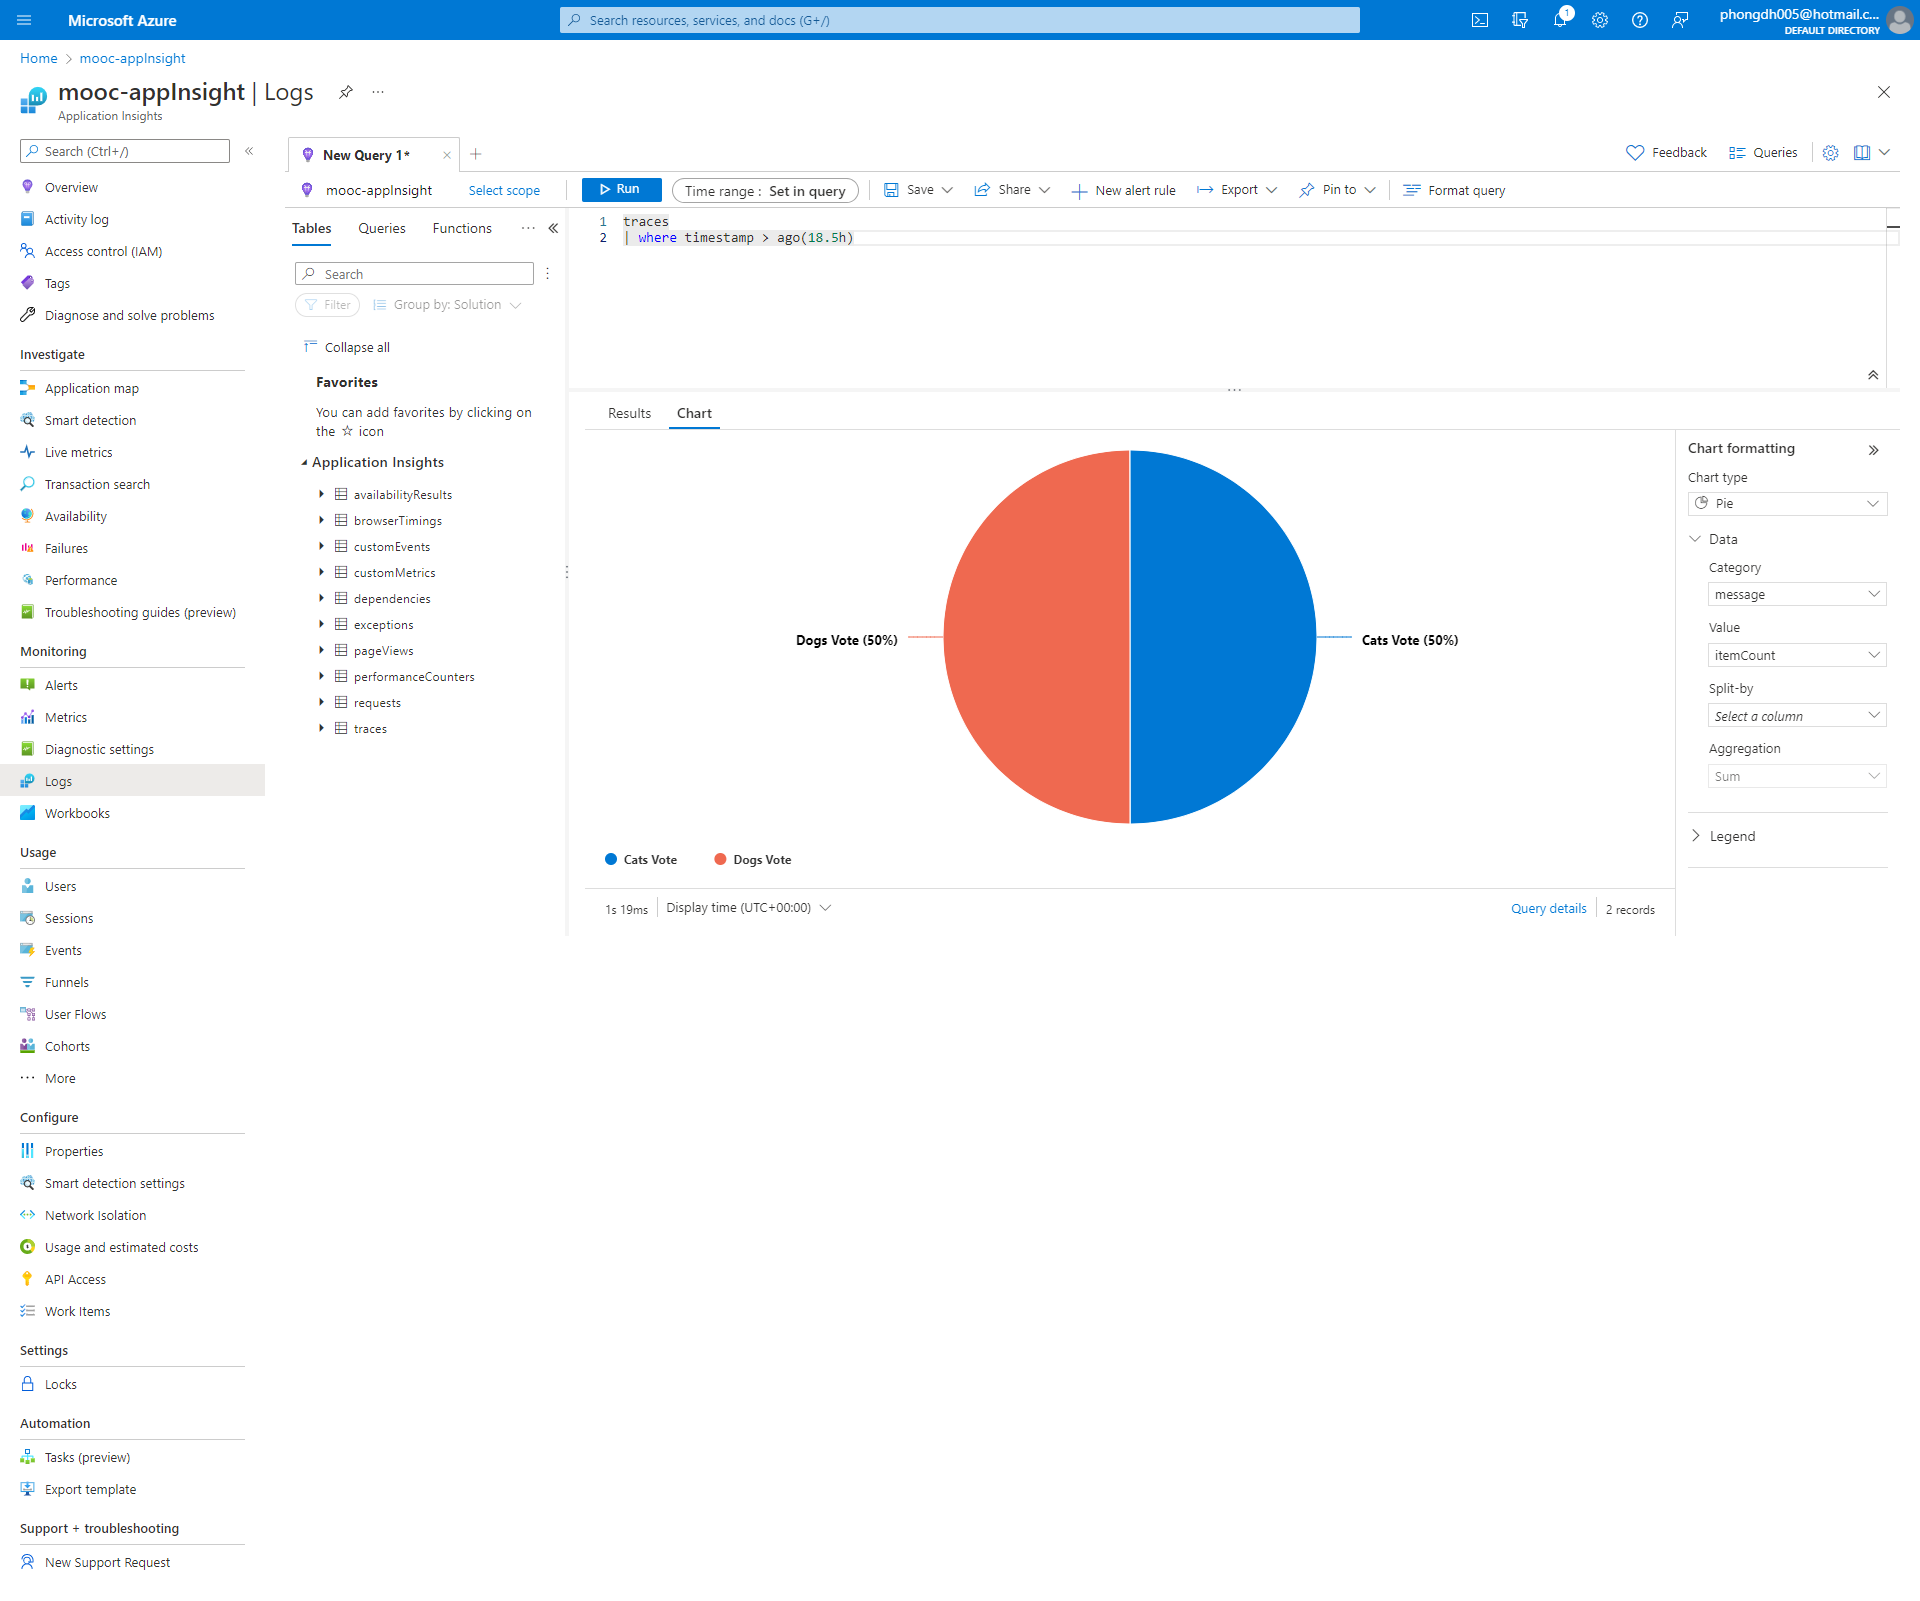 Microsoft Azure
Search resources, services, and docs (G+/)
1
phongdh005@hotmail.c...
DEFAULT DIRECTORY
Home > mooc-appInsight
mooc-appInsight | Logs
Application Insights
Search (Ctrl+/)
Overview
Activity log
Access control (IAM)
Tags
Diagnose and solve problems
Investigate
Application map
Smart detection
Live metrics
Transaction search
Availability
Failures
Performance
Troubleshooting guides (preview)
Monitoring
Alerts
Metrics
Diagnostic settings
Logs
Workbooks
Usage
Users
Sessions
Events
Funnels
User Flows
Cohorts
More
Configure
Properties
Smart detection settings
Network Isolation
Usage and estimated costs
API Access
Work Items
Settings
Locks
Automation
Tasks (preview)
Export template
Support + troubleshooting
New Support Request
New Query 1*
Feedback
Queries
mooc-appInsight
Select scope
Run
Time range : Set in query
Save
Share
New alert rule
Export
Pin to
Format query
Tables
Queries
Functions
Search
Filter
Group by: Solution
Collapse all
Favorites
You can add favorites by clicking on
the ☆ icon
Application Insights
availabilityResults
browserTimings
customEvents
customMetrics
dependencies
exceptions
pageViews
performanceCounters
requests
traces
1 traces
2 | where timestamp > ago(18.5h)
Results
Chart
Dogs Vote (50%)
Cats Vote (50%)
Cats Vote
Dogs Vote
1s 19ms
Display time (UTC+00:00)
Query details
2 records
Chart formatting
Chart type
Pie
Data
Category
message
Value
itemCount
Split-by
Select a column
Aggregation
Sum
Legend